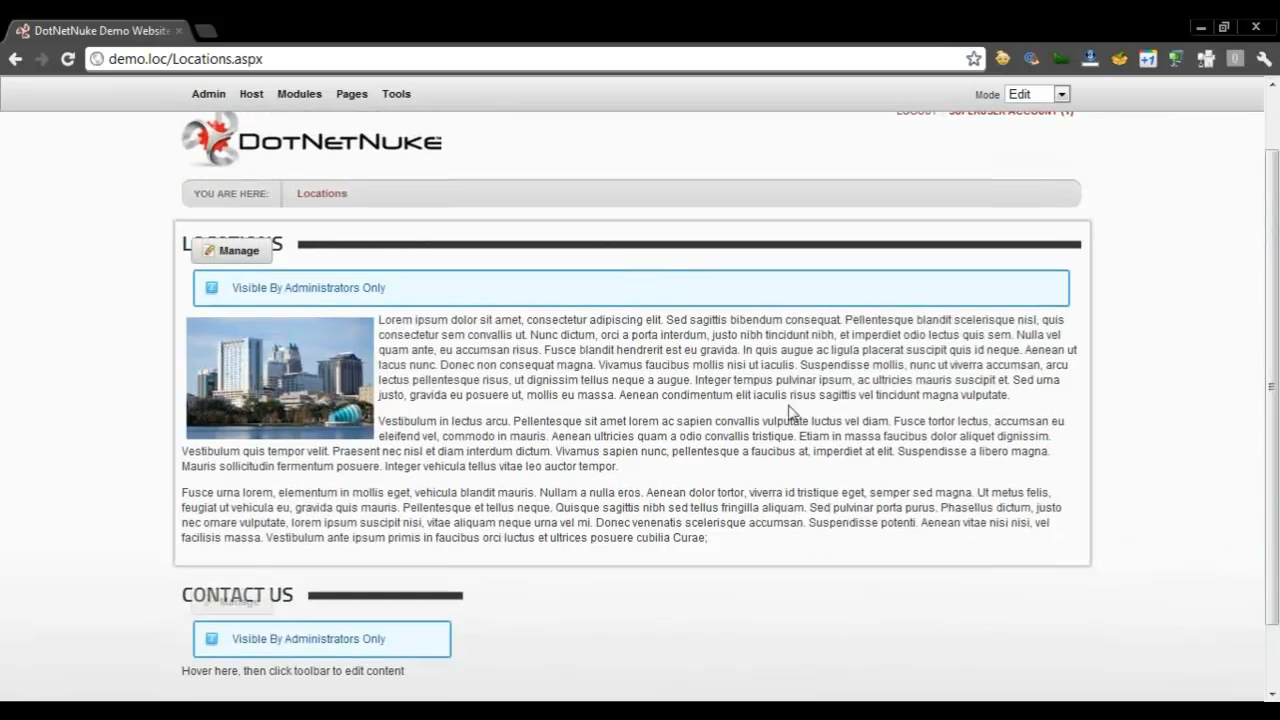 DotNetNuke Demo Website
demo.loc/Locations.aspx
+1
0
Admin Host Modules Pages Tools
Mode Edit
LOGOUT SUPERUSER ACCOUNT (1)
DOTNETNUKE
YOU ARE HERE: Locations
LOCATIONS
Manage
Visible By Administrators Only
Lorem ipsum dolor sit amet, consectetur adipiscing elit. Sed sagittis bibendum consequat. Pellentesque blandit scelerisque nisl, quis
consectetur sem convallis ut. Nunc dictum, orci a porta interdum, justo nibh tincidunt nibh, et imperdiet odio lectus quis sem. Nulla vel
quam ante, eu accumsan risus. Fusce blandit hendrerit est eu gravida. In quis augue ac ligula placerat suscipit quis id neque. Aenean ut
lacus nunc. Donec non consequat magna. Vivamus faucibus mollis nisi ut iaculis. Suspendisse mollis, nunc ut viverra accumsan, arcu
lectus pellentesque risus, ut dignissim tellus neque a augue. Integer tempus pulvinar ipsum, ac ultricies mauris suscipit et. Sed urna
justo, gravida eu posuere ut, mollis eu massa. Aenean condimentum elit iaculis risus sagittis vel tincidunt magna vulputate.
Vestibulum in lectus arcu. Pellentesque sit amet lorem ac sapien convallis vulputate luctus vel diam. Fusce tortor lectus, accumsan eu
eleifend vel, commodo in mauris. Aenean ultricies quam a odio convallis tristique. Etiam in massa faucibus dolor aliquet dignissim.
Vestibulum quis tempor velit. Praesent nec nisl et diam interdum dictum. Vivamus sapien nunc, pellentesque a faucibus at, imperdiet at elit. Suspendisse a libero magna.
Mauris sollicitudin fermentum posuere. Integer vehicula tellus vitae leo auctor tempor.
Fusce urna lorem, elementum in mollis eget, vehicula blandit mauris. Nullam a nulla eros. Aenean dolor tortor, viverra id tristique eget, semper sed magna. Ut metus felis,
feugiat ut vehicula eu, gravida quis mauris. Pellentesque et tellus neque. Quisque sagittis nibh sed tellus fringilla aliquam. Sed pulvinar porta purus. Phasellus dictum, justo
nec ornare vulputate, lorem ipsum suscipit nisi, vitae aliquam neque urna vel mi. Donec venenatis scelerisque accumsan. Suspendisse potenti. Aenean vitae nisi nisi, vel
facilisis massa. Vestibulum ante ipsum primis in faucibus orci luctus et ultrices posuere cubilia Curae;
CONTACT US
Manage
Visible By Administrators Only
Hover here, then click toolbar to edit content